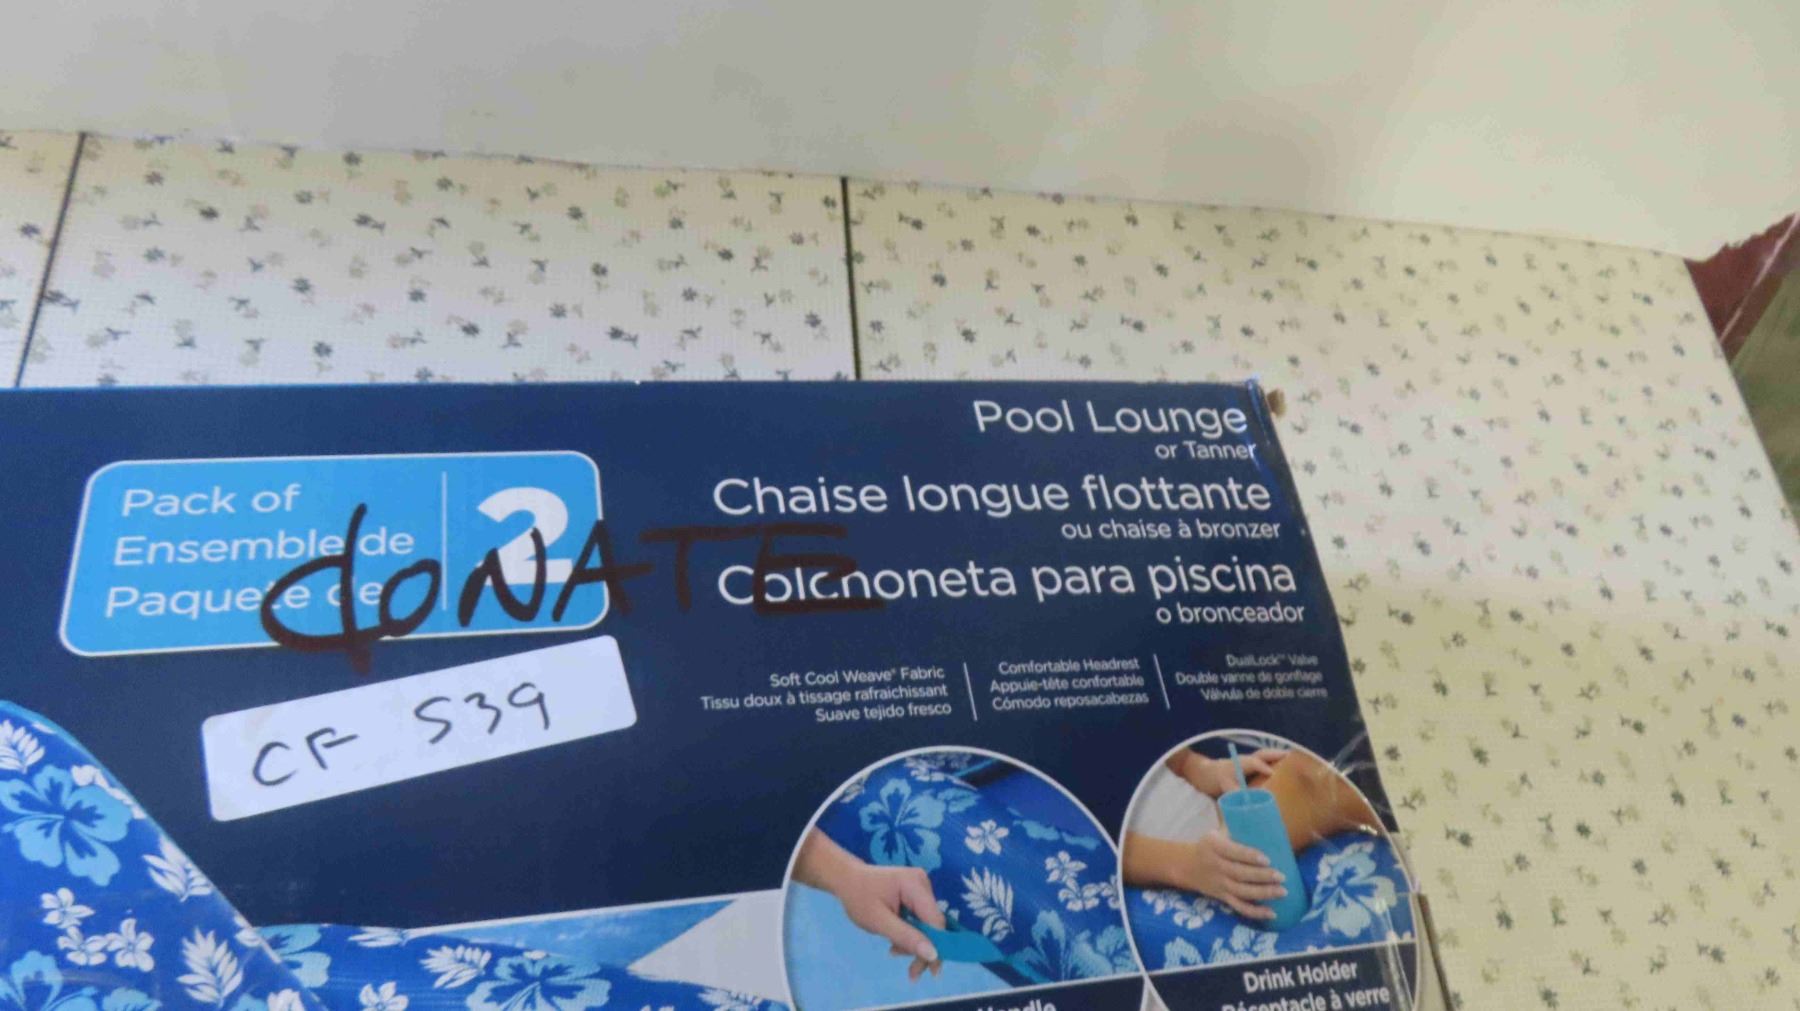 Pool Lounge
or Tanner
Chaise longue flottante
ou chaise à bronzer
Colchoneta para piscina
o bronceador
Pack of
Ensemble de
Paquete de
2
dONATE
CF 539
Soft Cool Weave® Fabric
Tissu doux à tissage rafraichissant
Suave tejido fresco
Comfortable Headrest
Appuie-tête confortable
Cómodo reposacabezas
DualLock™ Valve
Double vanne de gonflage
Válvula de doble cierre
Handle
Drink Holder
Réceptacle à verre